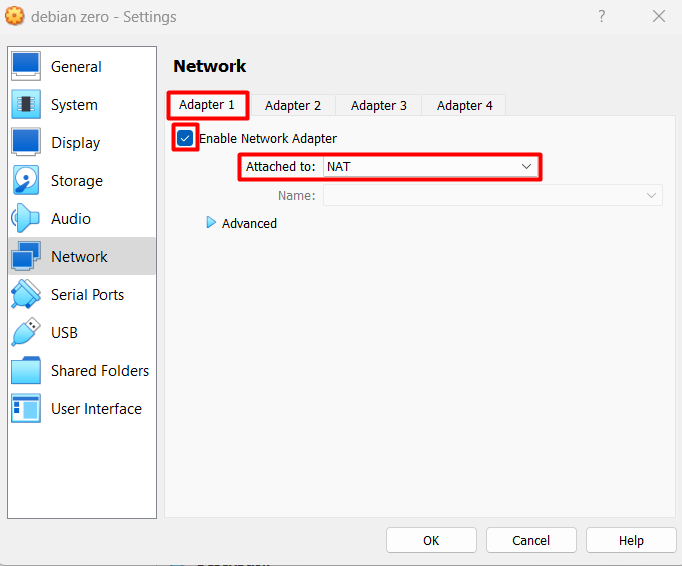 debian zero - Settings
?
General
System
Display
Storage
Audio
Network
Serial Ports
USB
Shared Folders
User Interface
Network
Adapter 1
Adapter 2
Adapter 3
Adapter 4
Enable Network Adapter
Attached to: NAT
Name:
Advanced
OK
Cancel
Help